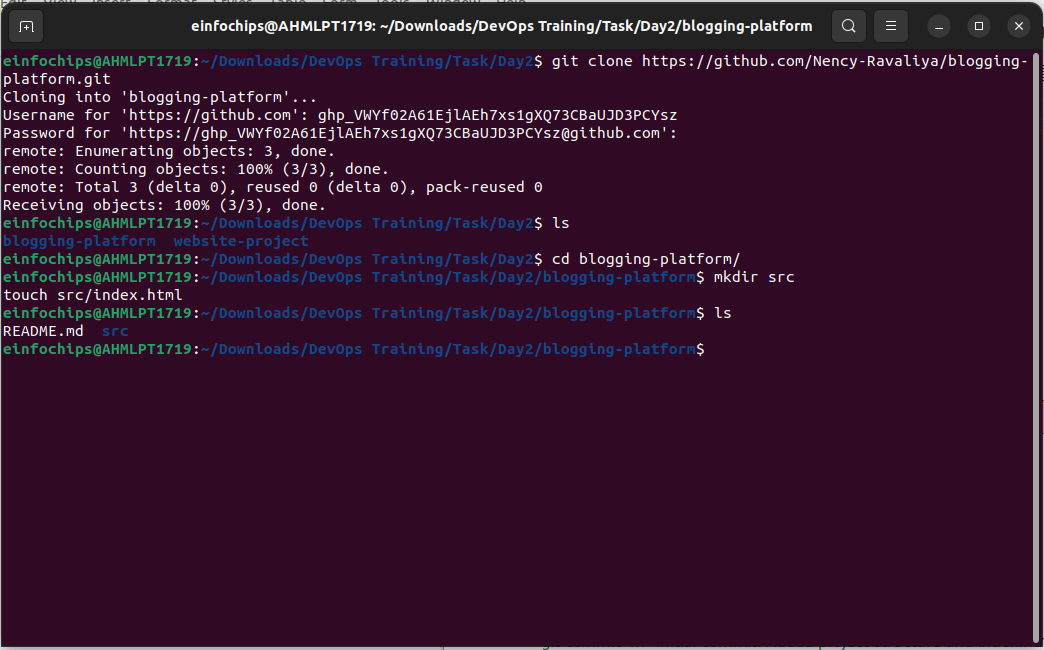 einfochips@AHMLPT1719: ~/Downloads/DevOps Training/Task/Day2/blogging-platform
einfochips@AHMLPT1719:~/Downloads/DevOps Training/Task/Day2$ git clone https://github.com/Nency-Ravaliya/blogging-
platform.git
Cloning into 'blogging-platform'...
Username for 'https://github.com': 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
Password for 'https://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@github.com':
remote: Enumerating objects: 3, done.
remote: Counting objects: 100% (3/3), done.
remote: Total 3 (delta 0), reused 0 (delta 0), pack-reused 0
Receiving objects: 100% (3/3), done.
einfochips@AHMLPT1719:~/Downloads/DevOps Training/Task/Day2$ ls
blogging-platform  website-project
einfochips@AHMLPT1719:~/Downloads/DevOps Training/Task/Day2$ cd blogging-platform/
einfochips@AHMLPT1719:~/Downloads/DevOps Training/Task/Day2/blogging-platform$ mkdir src
touch src/index.html
einfochips@AHMLPT1719:~/Downloads/DevOps Training/Task/Day2/blogging-platform$ ls
README.md  src
einfochips@AHMLPT1719:~/Downloads/DevOps Training/Task/Day2/blogging-platform$